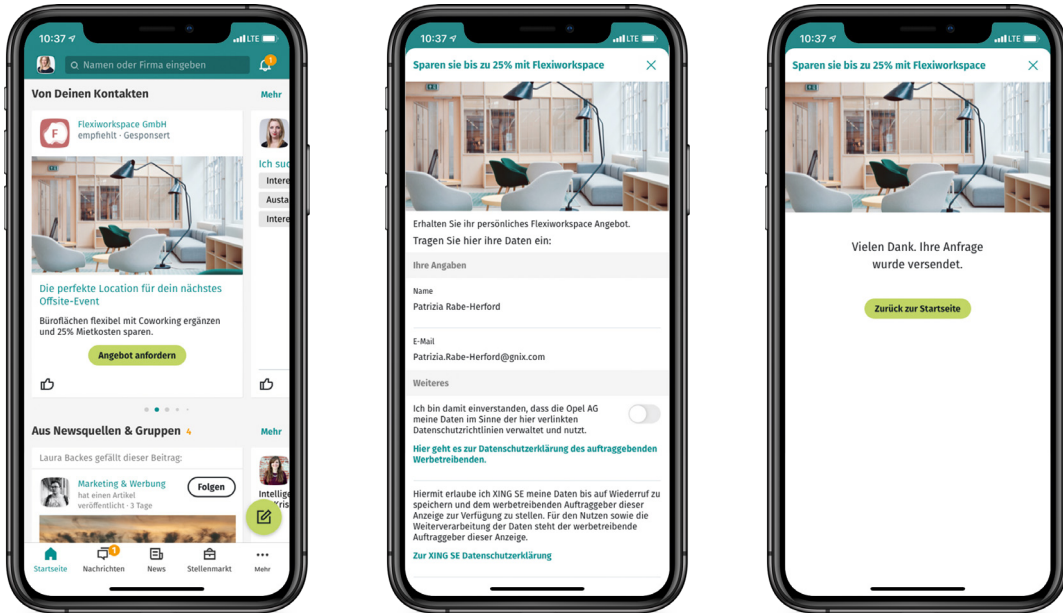 10:37
LTE
Namen oder Firma eingeben
1
Von Deinen Kontakten
Mehr
F
Flexiworkspace GmbH
empfiehlt · Gesponsert
Die perfekte Location für dein nächstes
Offsite-Event
Büroflächen flexibel mit Coworking ergänzen
und 25% Mietkosten sparen.
Angebot anfordern
Ich suc
Intere
Austa
Intere
Aus Newsquellen & Gruppen 4
Mehr
Laura Backes gefällt dieser Beitrag:
Marketing & Werbung
hat einen Artikel
veröffentlicht · 3 Tage
Folgen
Intellige
Kris
1
Startseite
Nachrichten
News
Stellenmarkt
Mehr
10:37
LTE
Sparen sie bis zu 25% mit Flexiworkspace
Erhalten Sie ihr persönliches Flexiworkspace Angebot.
Tragen Sie hier ihre Daten ein:
Ihre Angaben
Name
Patrizia Rabe-Herford
E-Mail
Patrizia.Rabe-Herford@gnix.com
Weiteres
Ich bin damit einverstanden, dass die Opel AG
meine Daten im Sinne der hier verlinkten
Datenschutzrichtlinien verwaltet und nutzt.
Hier geht es zur Datenschutzerklärung des auftraggebenden
Werbetreibenden.
Hiermit erlaube ich XING SE meine Daten bis auf Wiederruf zu
speichern und dem werbetreibenden Auftraggeber dieser
Anzeige zur Verfügung zu stellen. Für den Nutzen sowie die
Weiterverarbeitung der Daten steht der werbetreibende
Auftraggeber dieser Anzeige.
Zur XING SE Datenschutzerklärung
10:37
LTE
Sparen sie bis zu 25% mit Flexiworkspace
Vielen Dank. Ihre Anfrage
wurde versendet.
Zurück zur Startseite